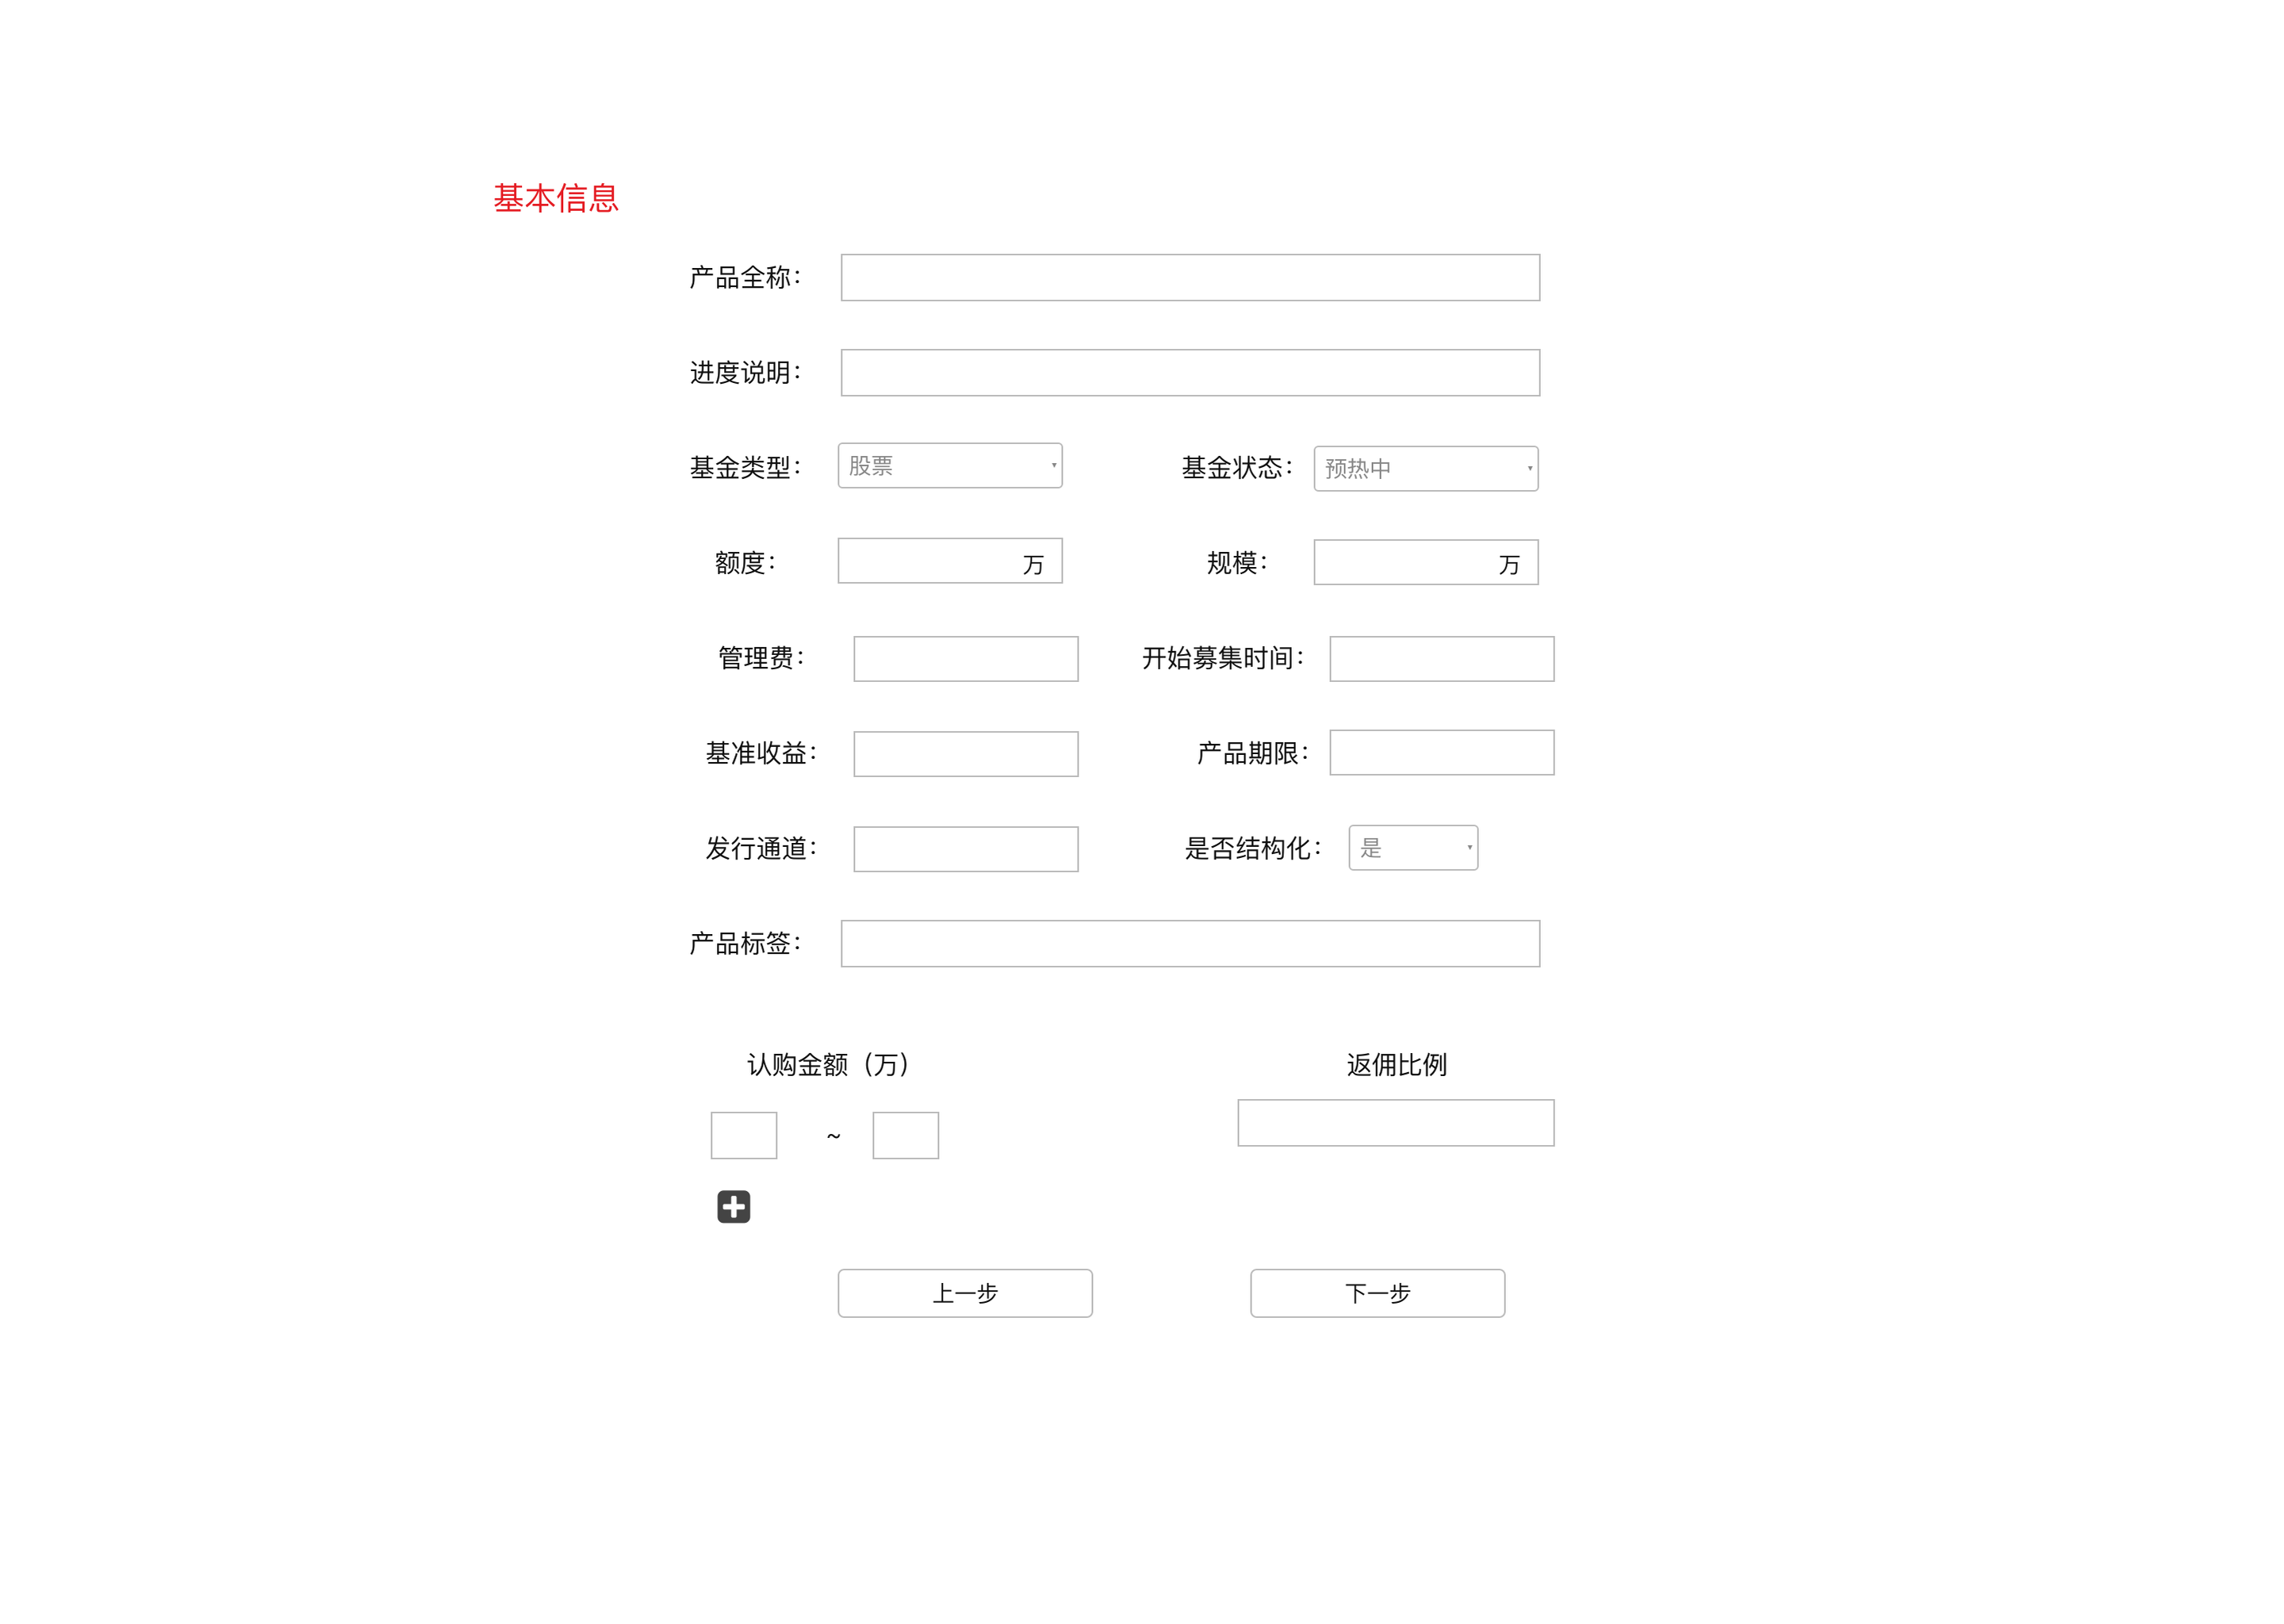 基本信息
产品全称：
进度说明：
基金类型： 股票 基金状态： 预热中
额度： 万 规模： 万
管理费： 开始募集时间：
基准收益： 产品期限：
发行通道： 是否结构化： 是
产品标签：
认购金额（万） 返佣比例
~
上一步 下一步